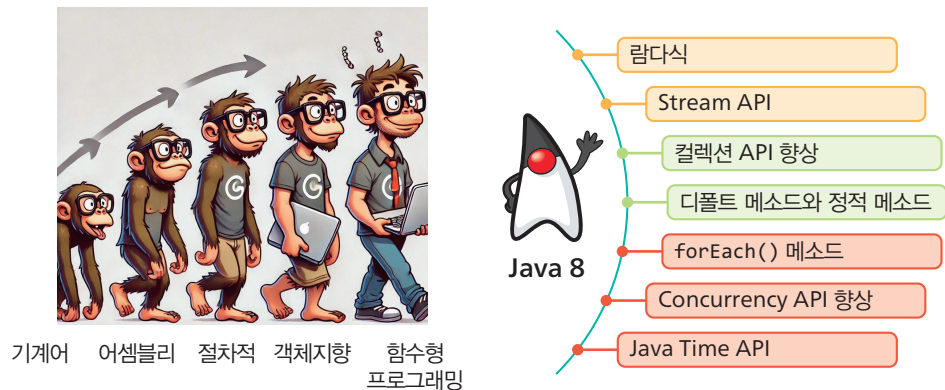 기계어
어셈블리
절차적
객체지향
함수형
프로그래밍
G
C
Java 8
람다식
Stream API
컬렉션 API 향상
디폴트 메소드와 정적 메소드
forEach() 메소드
Concurrency API 향상
Java Time API